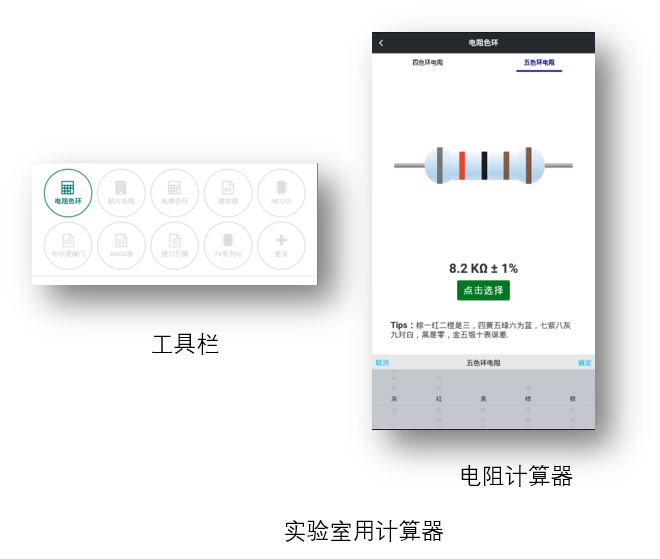 电阻色环
四色环电阻
五色环电阻
电阻色环
贴片电阻
电感色环
滤波器
NE555
布尔逻辑门
ASCII表
接口引脚
74系列IC
更多
8.2 KΩ ± 1%
点击选择
Tips：棕一红二橙是三，四黄五绿六为蓝，七紫八灰
九对白，黑是零，金五银十表误差.
取消
五色环电阻
确定
灰
红
黑
棕
棕
工具栏
电阻计算器
实验室用计算器